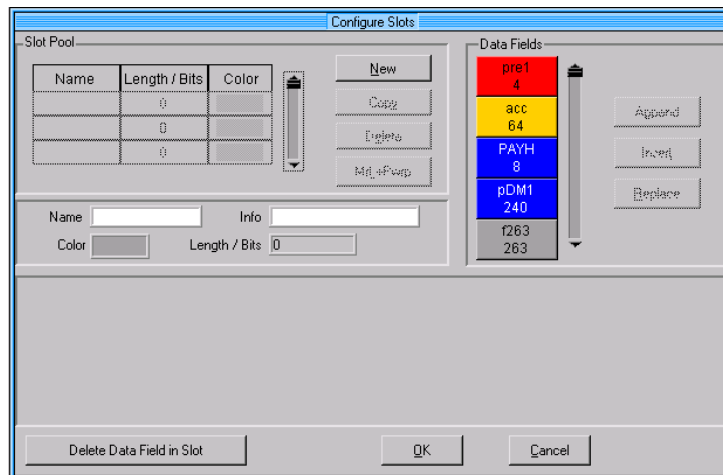 Configure Slots
Slot Pool
Name Length / Bits Color
0
0
0
New
Copy
Delete
Name Info
Color Length / Bits 0
Data Fields
pre1
4
acc
64
PAYH
8
pDM1
240
f263
263
Append
Insert
Replace
Delete Data Field in Slot
OK
Cancel